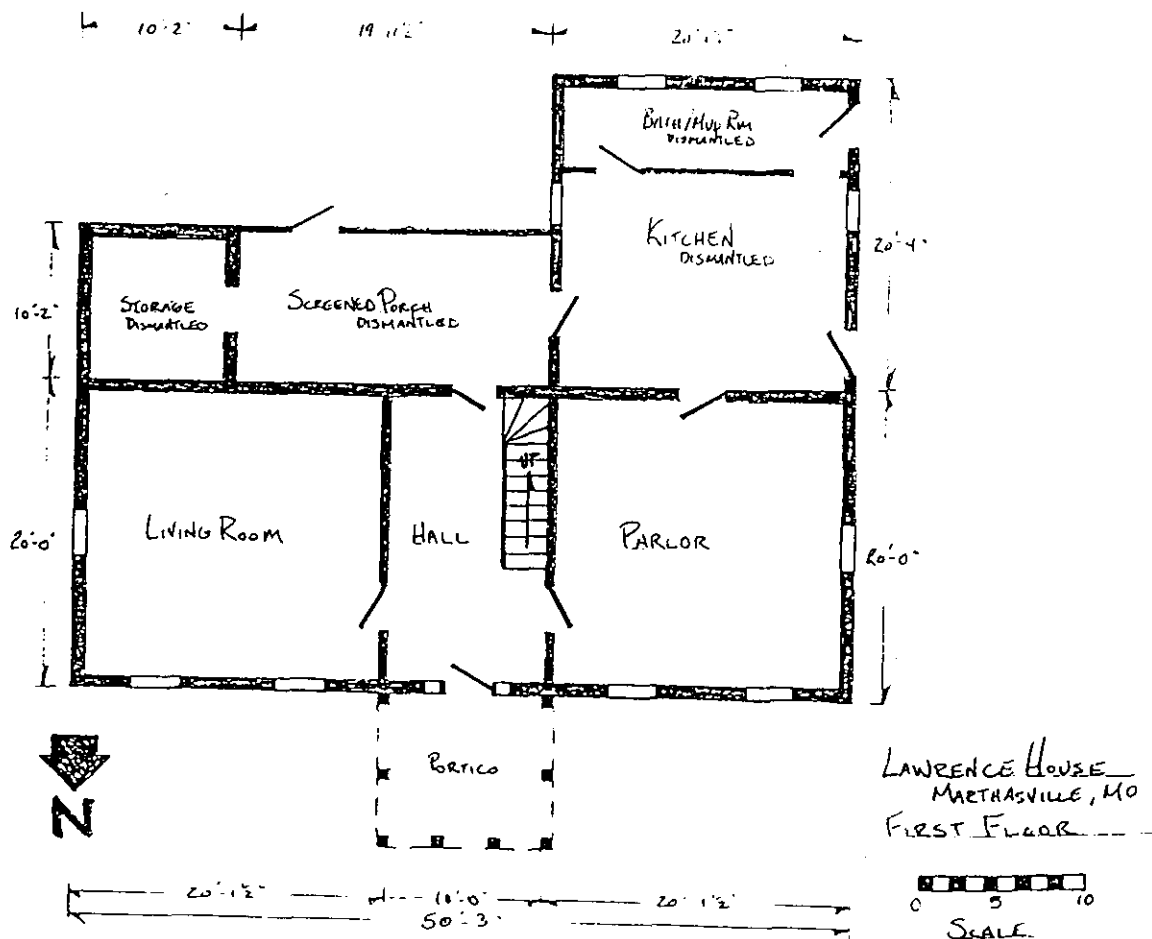 10'-2"
19'-11½"
20'-1½"
BATH/MUD RM
DISMANTLED
KITCHEN
DISMANTLED
20'-4"
10'-2"
STORAGE
DISMANTLED
SCREENED PORCH
DISMANTLED
UP
20'-0"
LIVING ROOM
HALL
PARLOR
20'-0"
PORTICO
N
LAWRENCE HOUSE
MARTHASVILLE, MO
FIRST FLOOR
20'-1½"
10'-0"
20'-1½"
50'-3"
0 5 10
SCALE